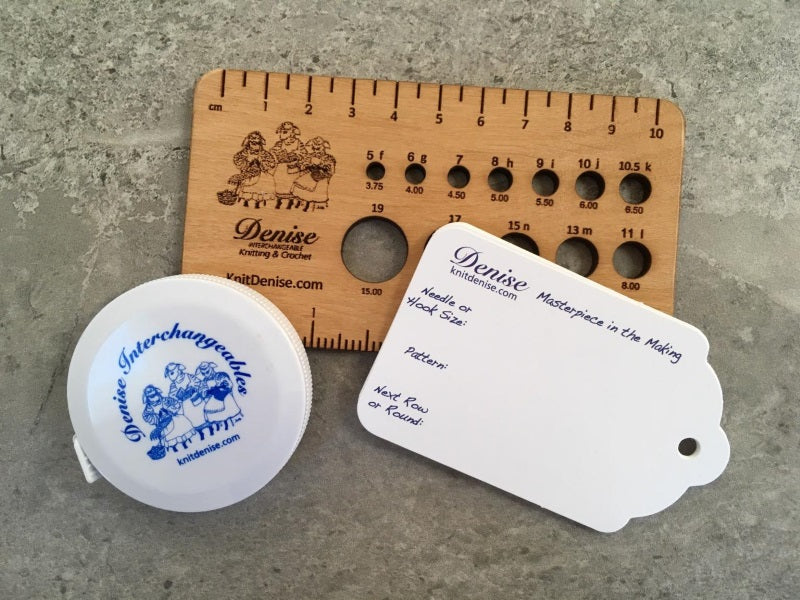 cm 1 2 3 4 5 6 7 8 9 10
5 f 6 g 7 8 h 9 i 10 j 10.5 k
3.75 4.00 4.50 5.00 5.50 6.00 6.50
19 17 15 n 13 m 11 l
15.00 8.00
Denise
INTERCHANGEABLE
Knitting & Crochet
KnitDenise.com
1
Denise Interchangeables
knitdenise.com
Denise
knitdenise.com
Masterpiece in the Making
Needle or
Hook Size:
Pattern:
Next Row
or Round: